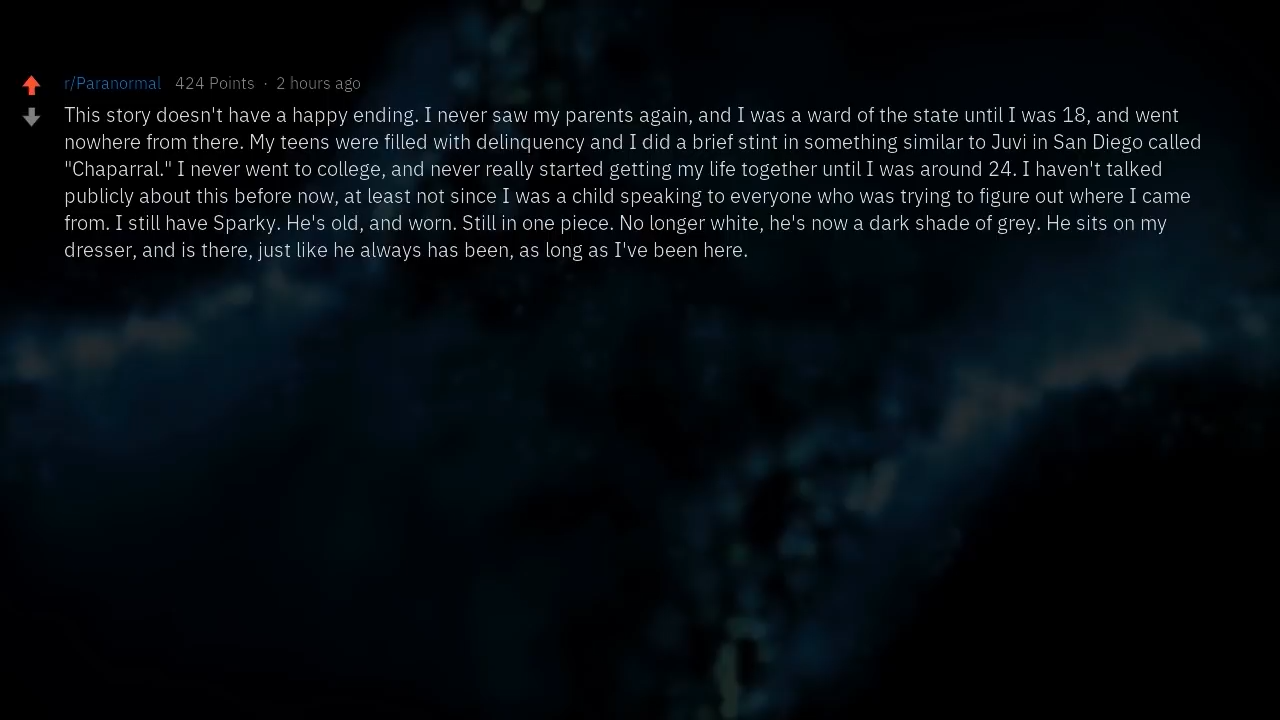 r/Paranormal 424 Points · 2 hours ago
This story doesn't have a happy ending. I never saw my parents again, and I was a ward of the state until I was 18, and went
nowhere from there. My teens were filled with delinquency and I did a brief stint in something similar to Juvi in San Diego called
"Chaparral." I never went to college, and never really started getting my life together until I was around 24. I haven't talked
publicly about this before now, at least not since I was a child speaking to everyone who was trying to figure out where I came
from. I still have Sparky. He's old, and worn. Still in one piece. No longer white, he's now a dark shade of grey. He sits on my
dresser, and is there, just like he always has been, as long as I've been here.